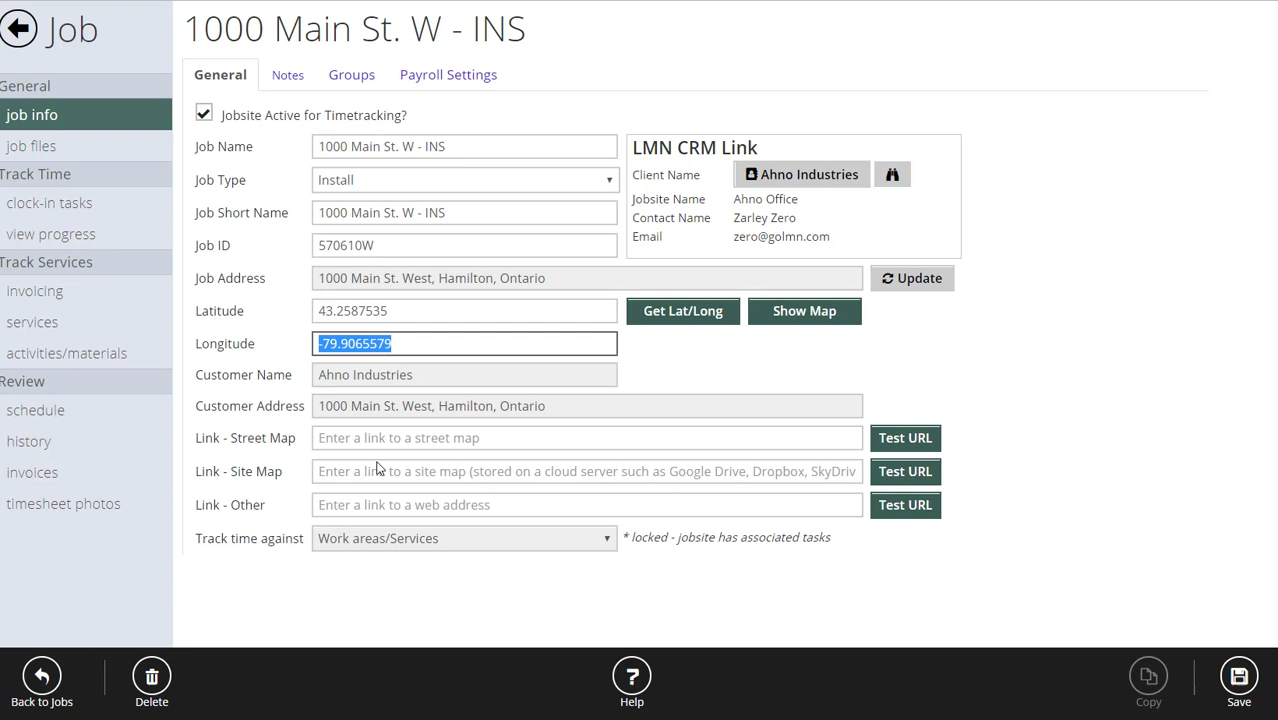 Job
1000 Main St. W - INS
General
job info
job files
Track Time
clock-in tasks
view progress
Track Services
invoicing
services
activities/materials
Review
schedule
history
invoices
timesheet photos
General Notes Groups Payroll Settings
Jobsite Active for Timetracking?
Job Name 1000 Main St. W - INS
Job Type Install
Job Short Name 1000 Main St. W - INS
Job ID 570610W
LMN CRM Link
Client Name Ahno Industries
Jobsite Name Ahno Office
Contact Name Zarley Zero
Email zero@golmn.com
Job Address 1000 Main St. West, Hamilton, Ontario Update
Latitude 43.2587535 Get Lat/Long Show Map
Longitude -79.9065579
Customer Name Ahno Industries
Customer Address 1000 Main St. West, Hamilton, Ontario
Link - Street Map Enter a link to a street map Test URL
Link - Site Map Enter a link to a site map (stored on a cloud server such as Google Drive, Dropbox, SkyDriv Test URL
Link - Other Enter a link to a web address Test URL
Track time against Work areas/Services * locked - jobsite has associated tasks
Back to Jobs Delete Help Copy Save